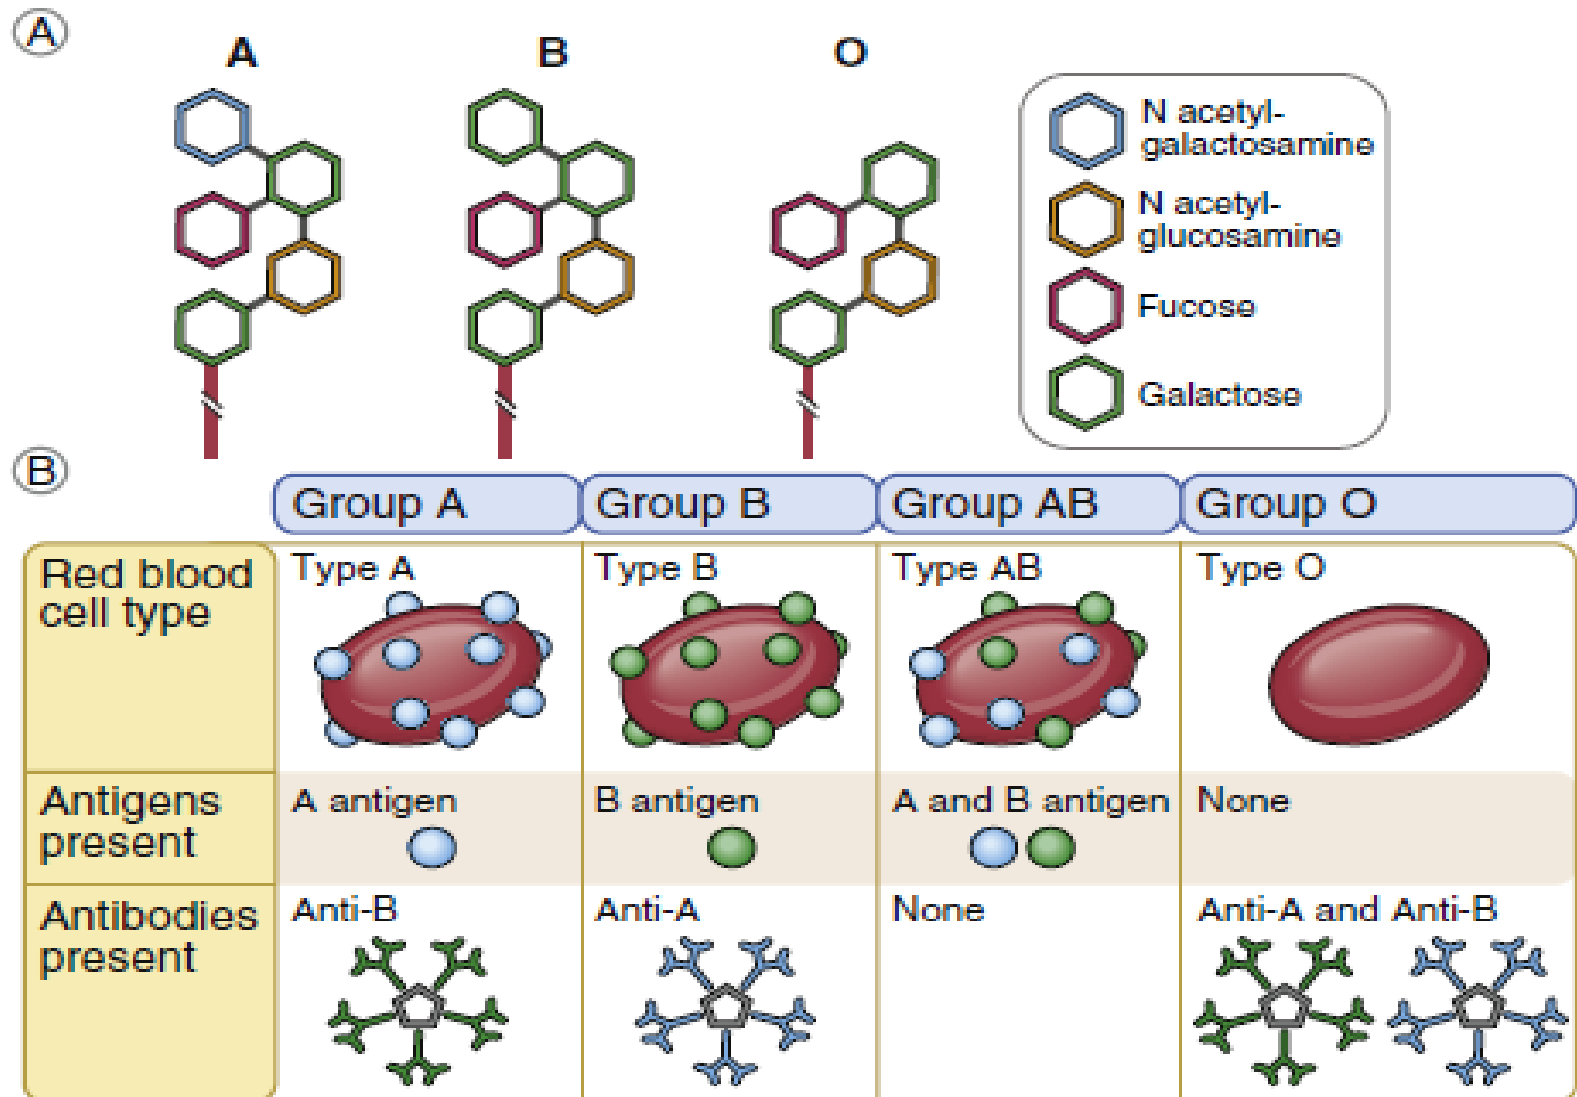 A
A
B
O
N acetyl-
galactosamine
N acetyl-
glucosamine
Fucose
Galactose
B
Group A
Group B
Group AB
Group O
Red blood
cell type
Type A
Type B
Type AB
Type O
Antigens
present
A antigen
B antigen
A and B antigen
None
Antibodies
present
Anti-B
Anti-A
None
Anti-A and Anti-B